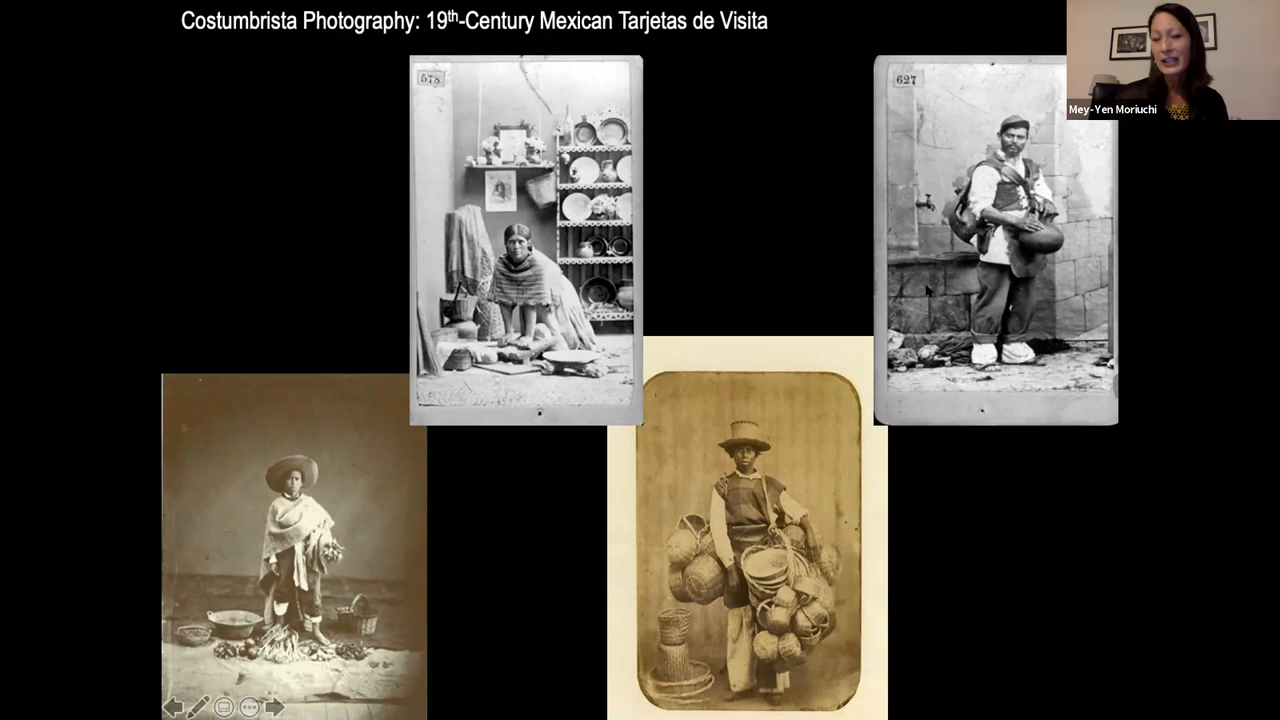 Costumbrista Photography: 19th-Century Mexican Tarjetas de Visita
578
627
Mey-Yen Moriuchi